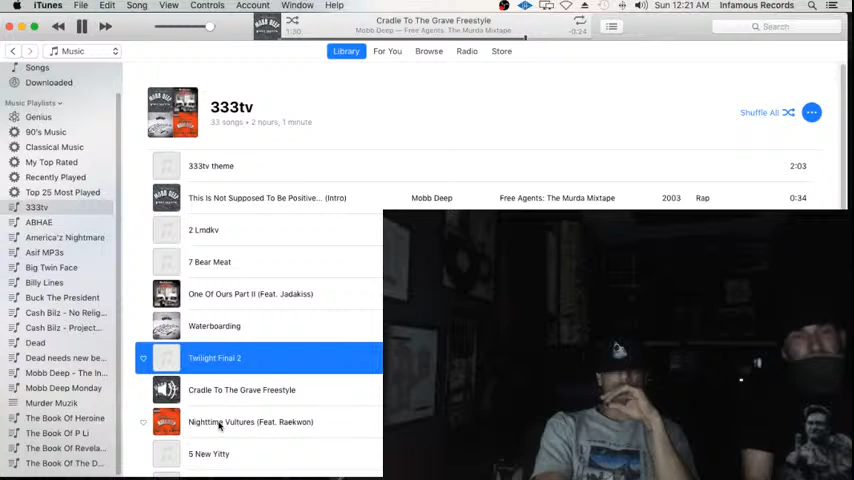 iTunes File Edit Song View Controls Account Window Help Sun 12:21 AM Infamous Records
Cradle To The Grave Freestyle
1:30 Mobb Deep — Free Agents: The Murda Mixtape -0:24
Search
Music Library For You Browse Radio Store
Songs
Downloaded
Music Playlists
Genius
90's Music
Classical Music
My Top Rated
Recently Played
Top 25 Most Played
333tv
ABHAE
America'z Nightmare
Asif MP3s
Big Twin Face
Billy Lines
Buck The President
Cash Bilz - No Relig...
Cash Bilz - Project...
Dead
Dead needs new be...
Mobb Deep - The In...
Mobb Deep Monday
Murder Muzik
The Book Of Heroine
The Book Of P Li
The Book Of Revela...
The Book Of The D...
333tv
33 songs • 2 hours, 1 minute
Shuffle All
333tv theme 2:03
This Is Not Supposed To Be Positive... (Intro) Mobb Deep Free Agents: The Murda Mixtape 2003 Rap 0:34
2 Lmdkv
7 Bear Meat
One Of Ours Part II (Feat. Jadakiss)
Waterboarding
Twilight Final 2
Cradle To The Grave Freestyle
Nighttime Vultures (Feat. Raekwon)
5 New Yitty